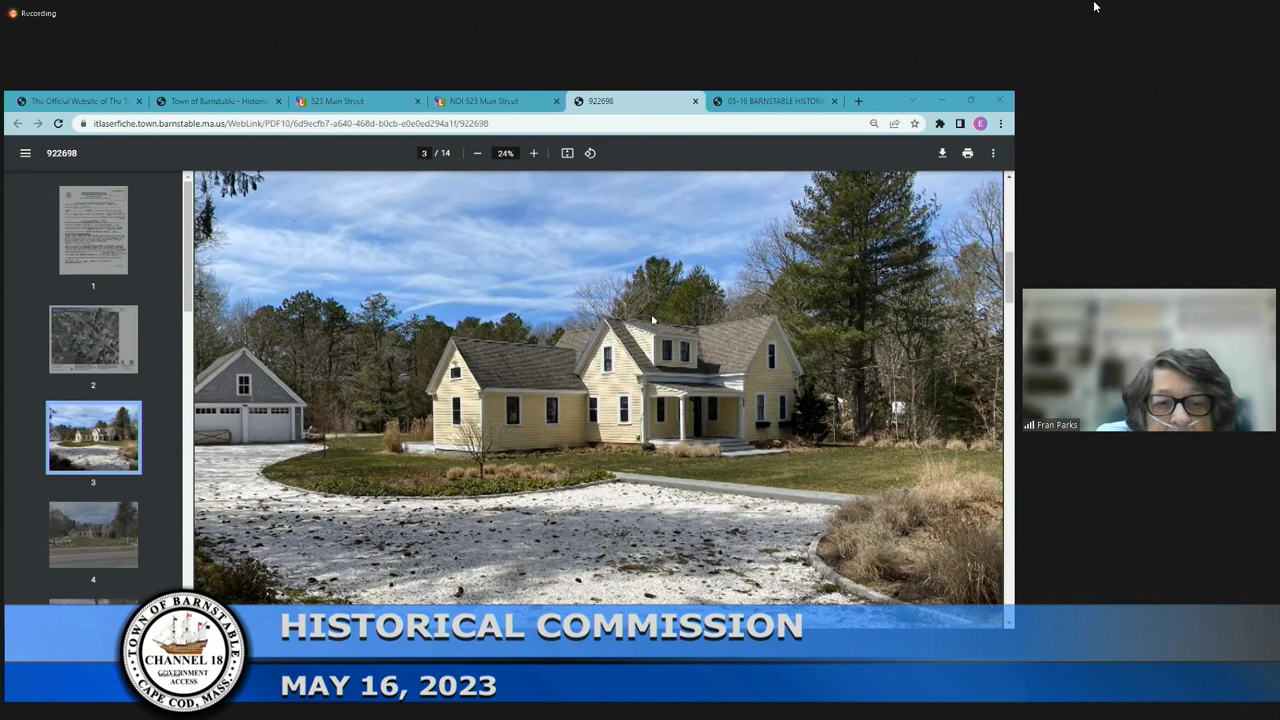 Recording
The Official Website of The T
Town of Barnstable - Historic
523 Main Street
NOI 523 Main Street
922698
05-16 BARNSTABLE HISTORIC
itlaserfiche.town.barnstable.ma.us/WebLink/PDF10/6d9ecfb7-a640-468d-b0cb-e0e0ed294a1f/922698
E
922698
3 / 14
24%
1
2
3
4
Fran Parks
HISTORICAL COMMISSION
MAY 16, 2023
TOWN OF BARNSTABLE
CHANNEL 18
GOVERNMENT
ACCESS
CAPE COD, MASS.